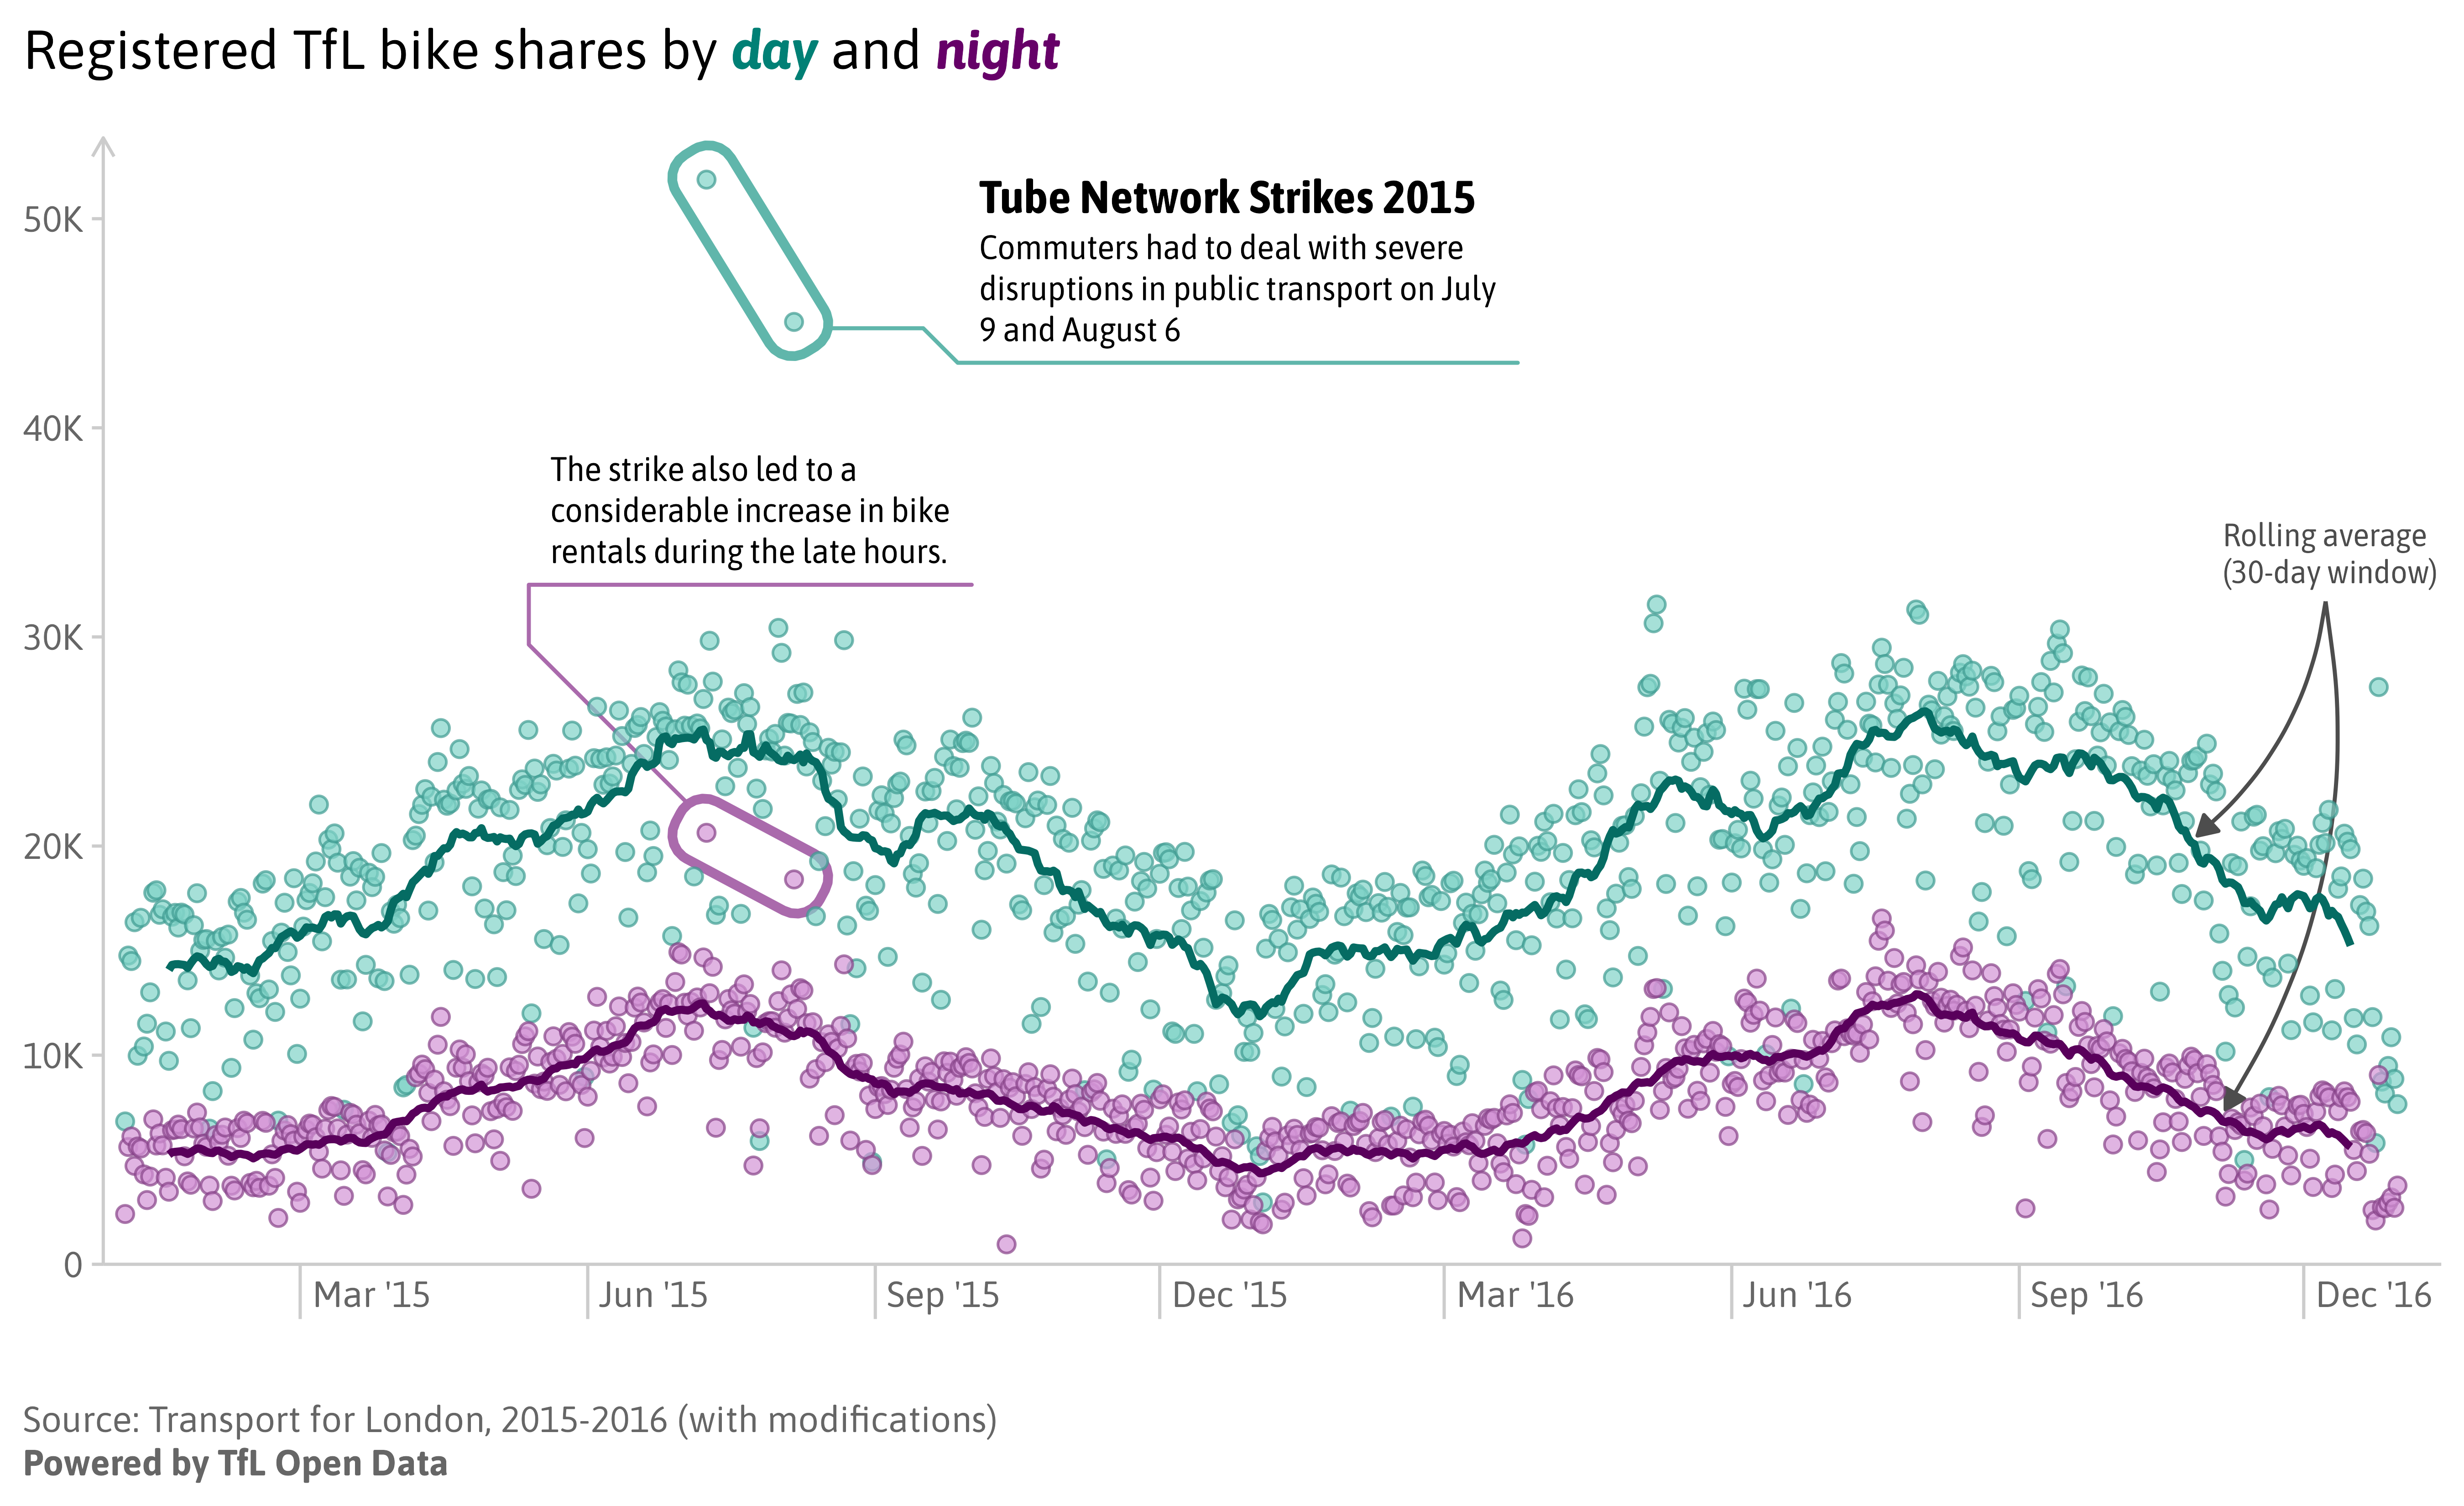 Registered TfL bike shares by day and night
Tube Network Strikes 2015
Commuters had to deal with severe
disruptions in public transport on July
9 and August 6
The strike also led to a
considerable increase in bike
rentals during the late hours.
Rolling average
(30-day window)
50K
40K
30K
20K
10K
0
Mar '15
Jun '15
Sep '15
Dec '15
Mar '16
Jun '16
Sep '16
Dec '16
Source: Transport for London, 2015-2016 (with modifications)
Powered by TfL Open Data